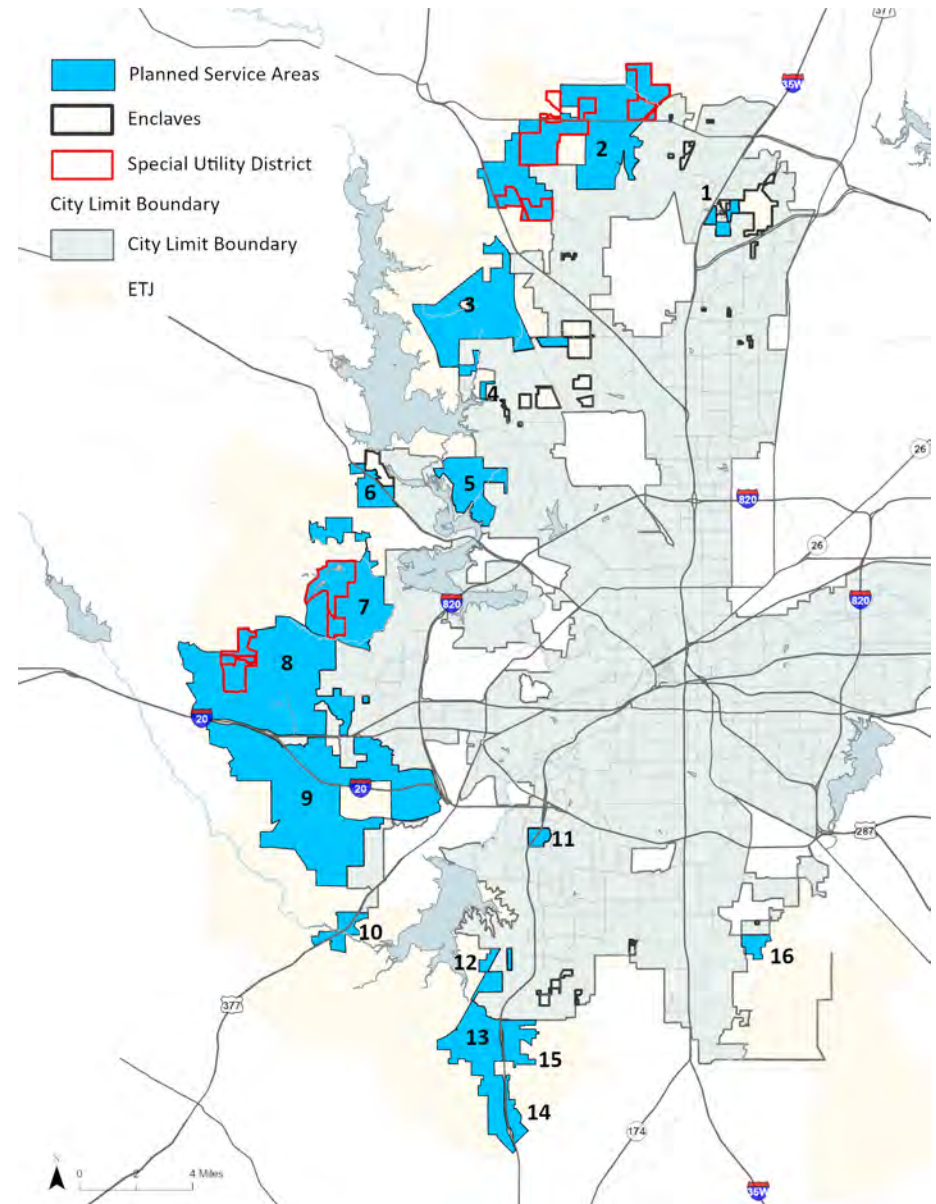 377
Planned Service Areas
Enclaves
Special Utility District
City Limit Boundary
City Limit Boundary
ETJ
35W
2
1
3
4
26
5
6
820
26
7
820
820
8
20
9
20
11
287
10
12
16
377
13
15
14
174
N
0 2 4 Miles
35W